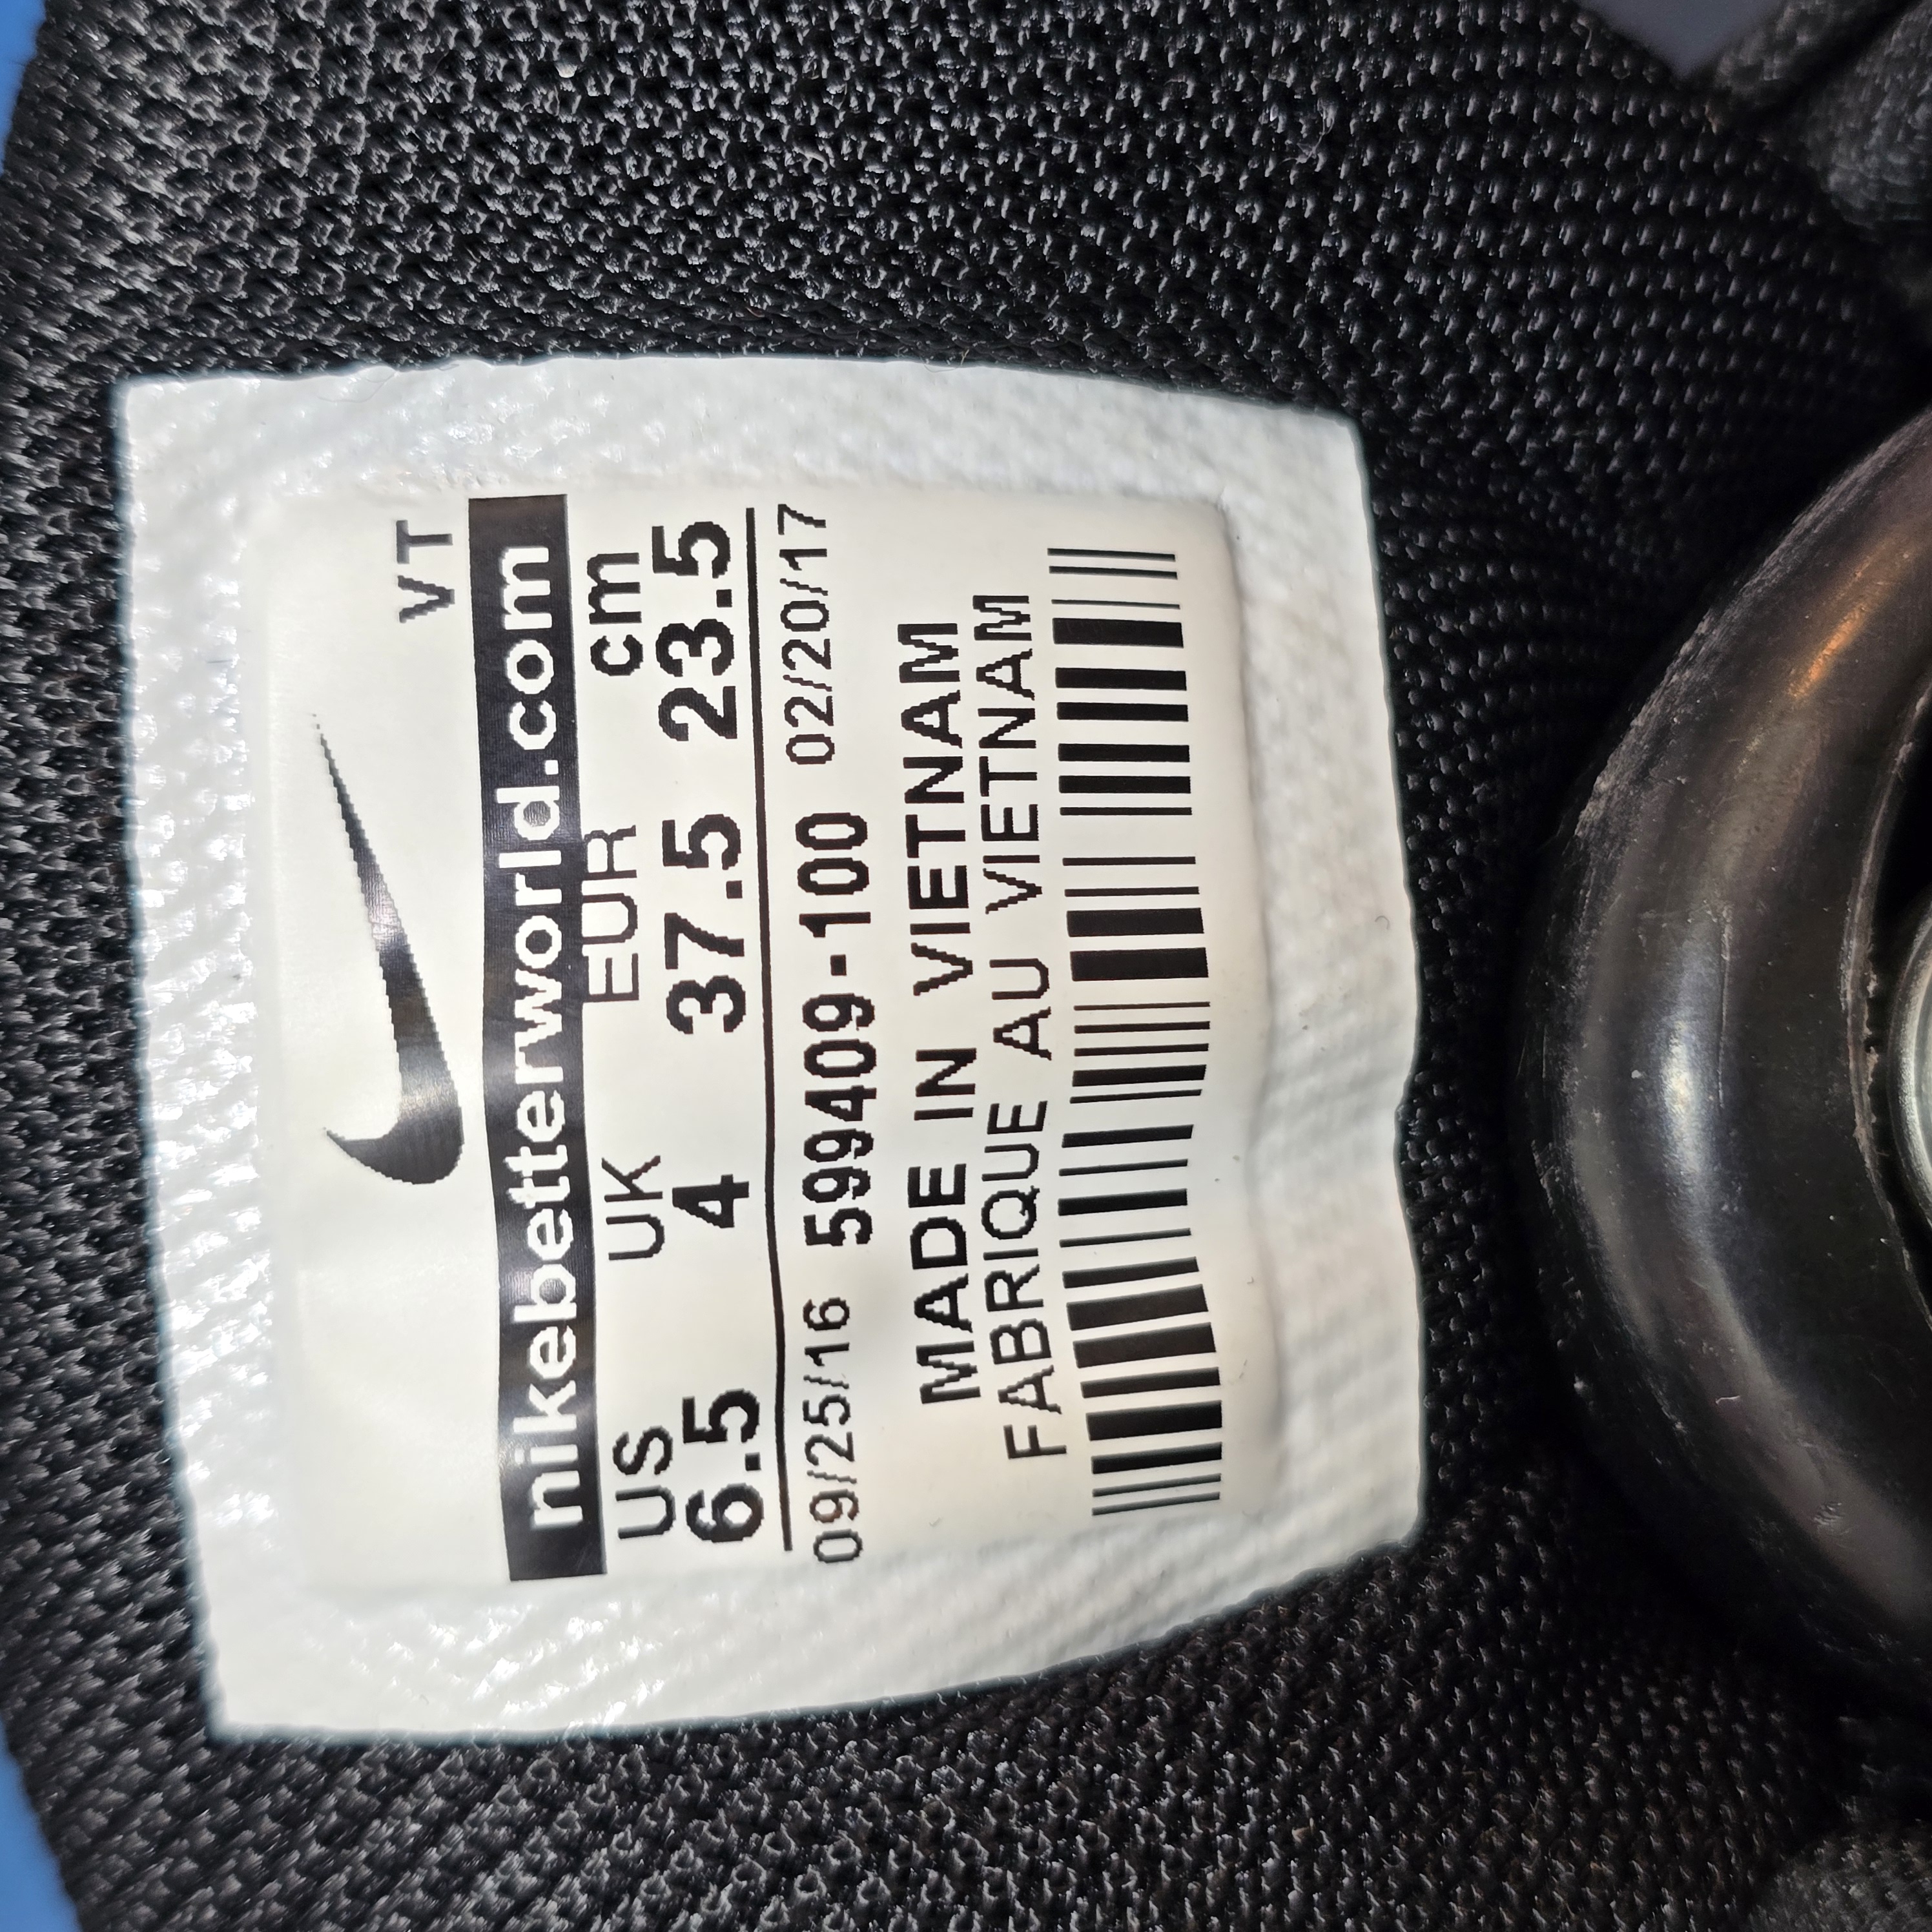 VT
nikebetterworld.com
US UK EUR cm
6.5 4 37.5 23.5
09/25/16 599409-100 02/20/17
MADE IN VIETNAM
FABRIQUE AU VIETNAM